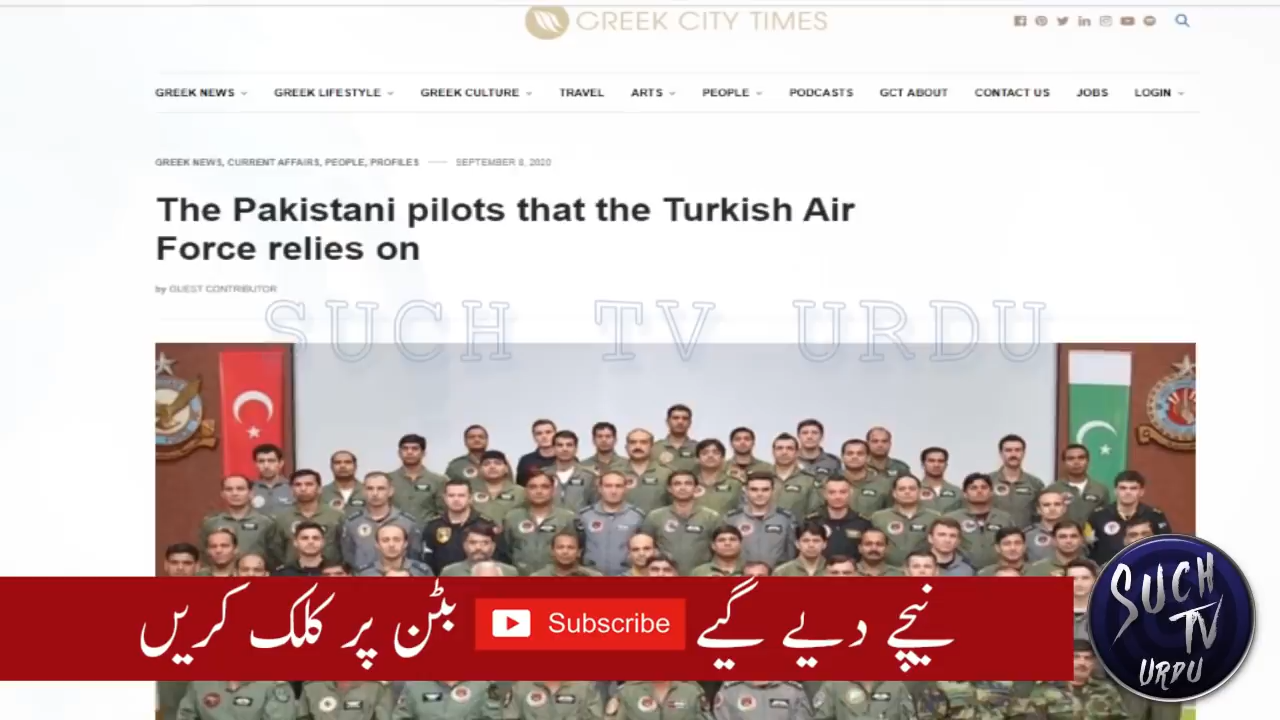 GREEK CITY TIMES
GREEK NEWS GREEK LIFESTYLE GREEK CULTURE TRAVEL ARTS PEOPLE PODCASTS GCT ABOUT CONTACT US JOBS LOGIN
GREEK NEWS, CURRENT AFFAIRS, PEOPLE, PROFILES — SEPTEMBER 8, 2020
The Pakistani pilots that the Turkish Air
Force relies on
by GUEST CONTRIBUTOR
SUCH TV URDU
نیچے دیے گیے Subscribe بٹن پر کلک کریں
SUCH
TV
URDU